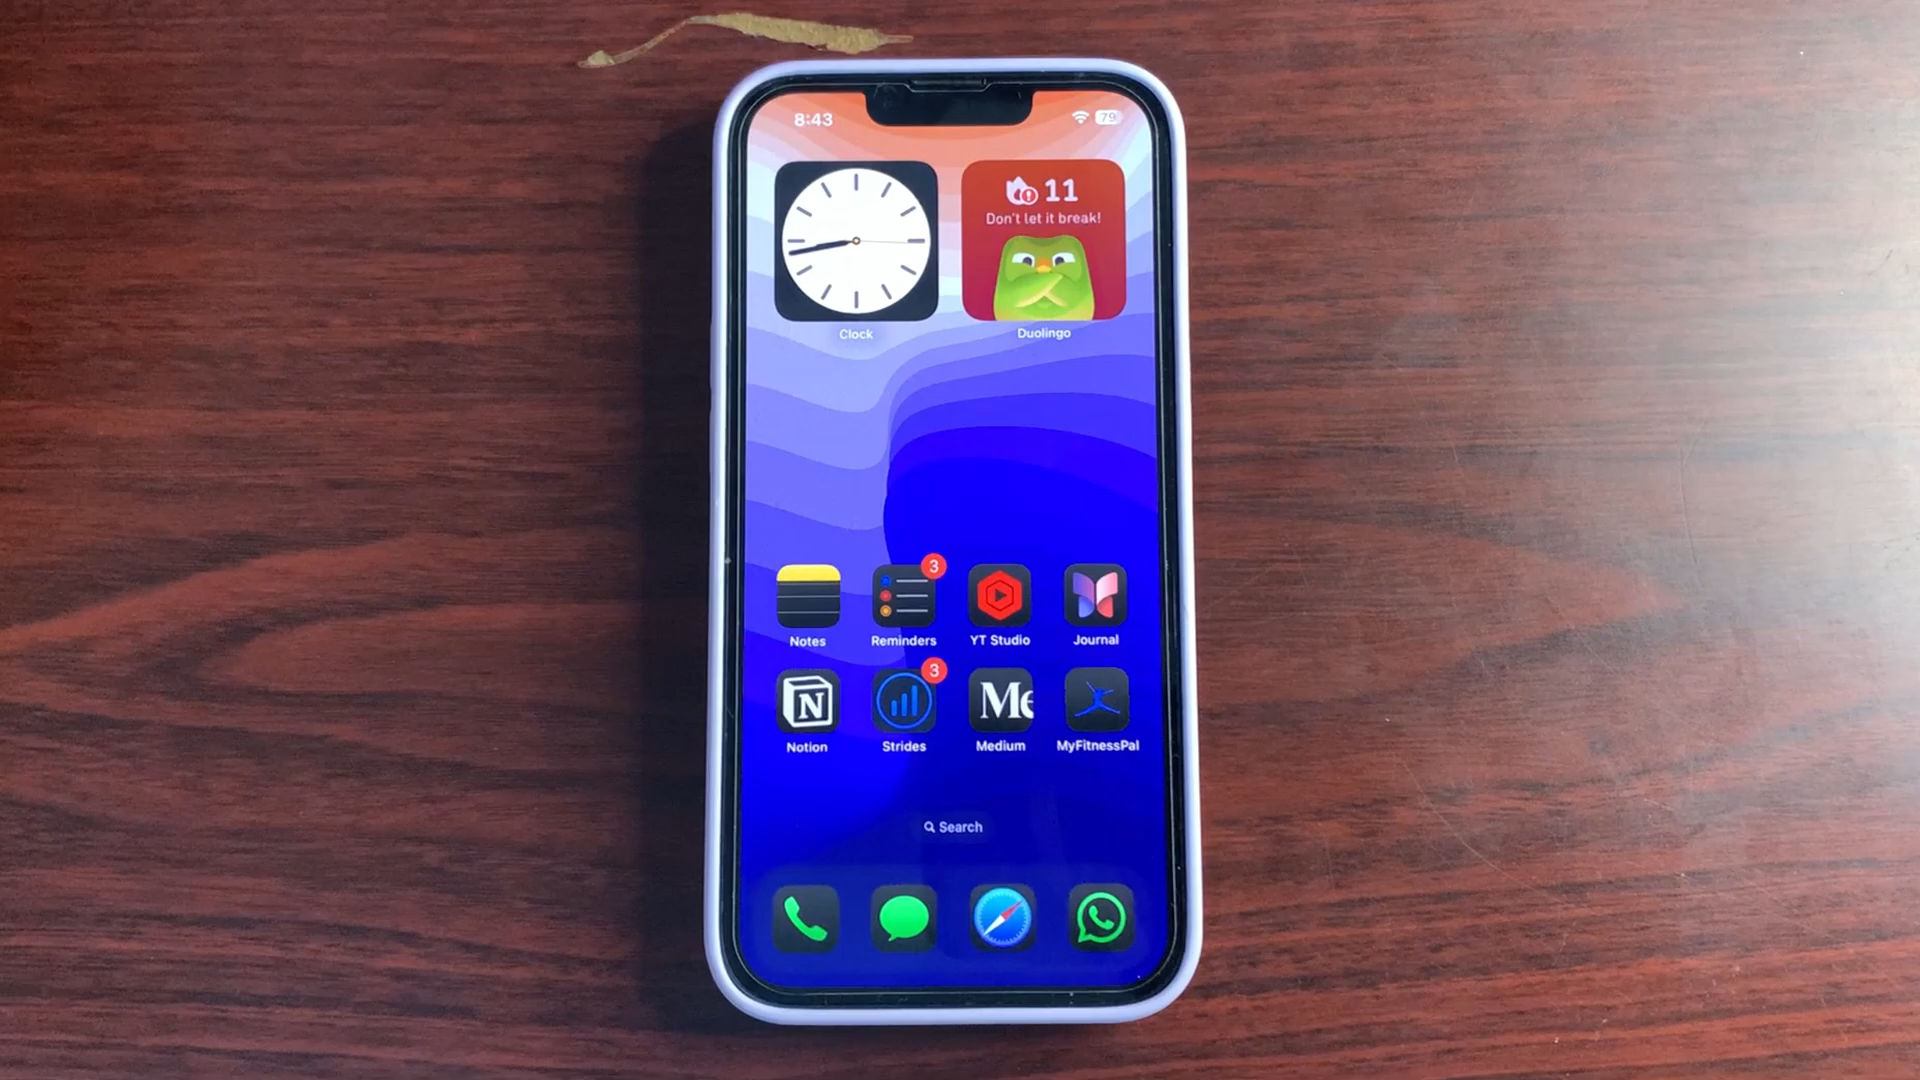 8:43
79
11
Don't let it break!
Clock
Duolingo
3
Notes
Reminders
YT Studio
Journal
3
N
Me
Notion
Strides
Medium
MyFitnessPal
Search